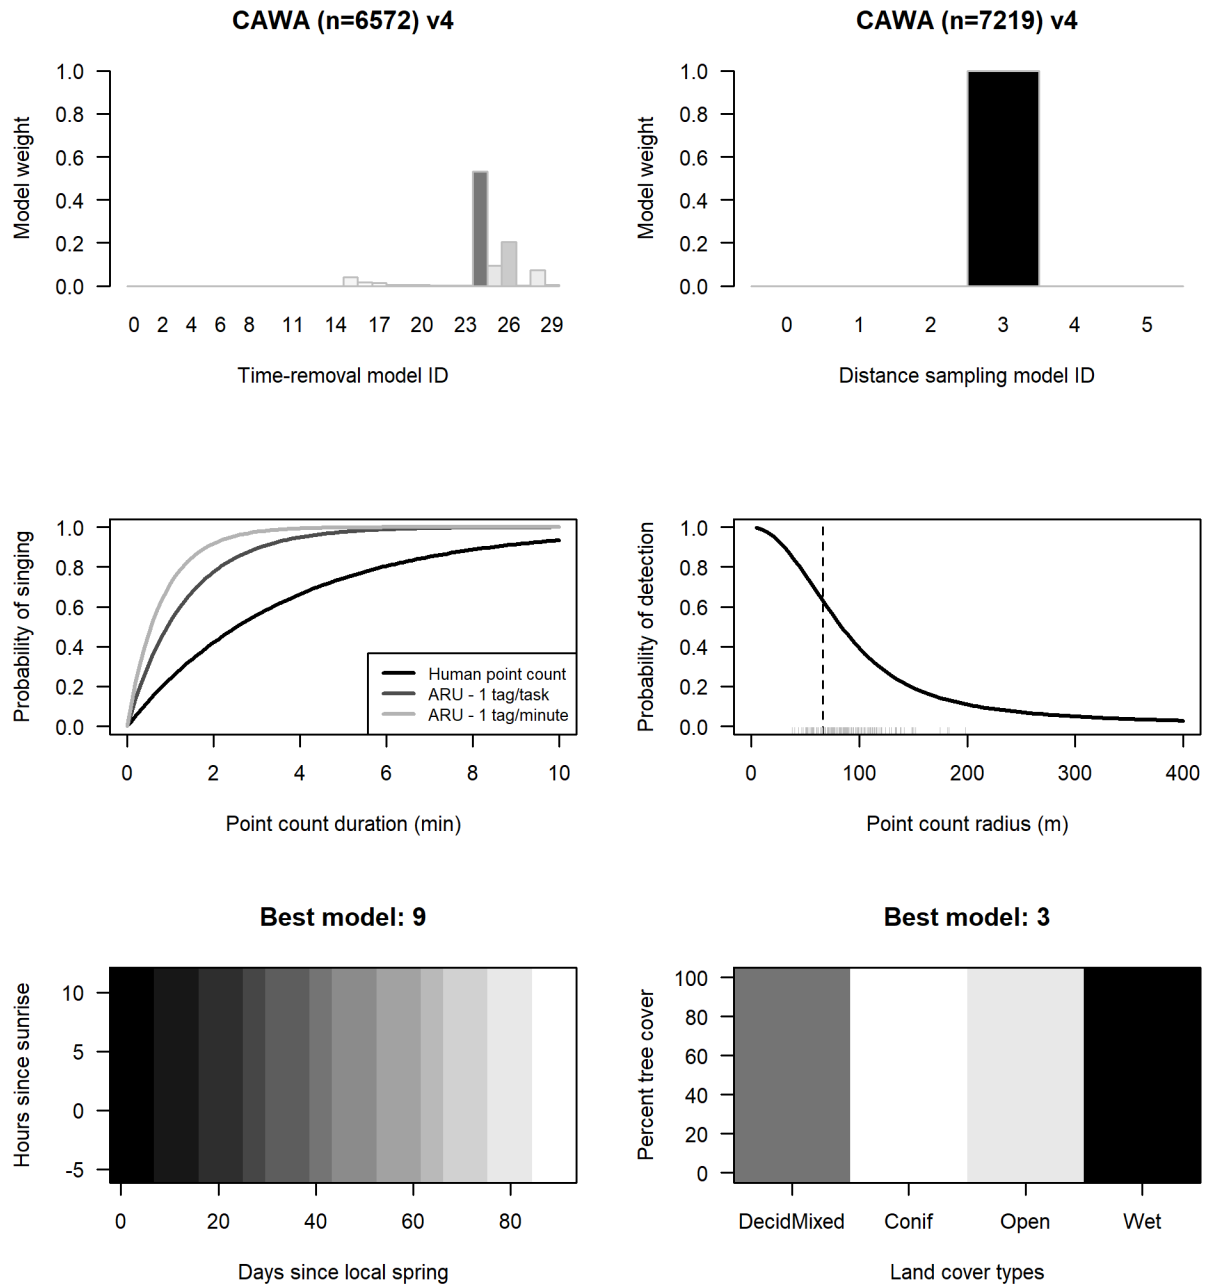 CAWA (n=6572) v4
1.0
0.8
0.6
0.4
0.2
0.0
Model weight
0 2 4 6 8 11 14 17 20 23 26 29
Time-removal model ID
CAWA (n=7219) v4
1.0
0.8
0.6
0.4
0.2
0.0
Model weight
0 1 2 3 4 5
Distance sampling model ID
1.0
0.8
0.6
0.4
0.2
0.0
Probability of singing
Human point count
ARU - 1 tag/task
ARU - 1 tag/minute
0 2 4 6 8 10
Point count duration (min)
1.0
0.8
0.6
0.4
0.2
0.0
Probability of detection
0 100 200 300 400
Point count radius (m)
Best model: 9
10
5
0
-5
Hours since sunrise
0 20 40 60 80
Days since local spring
Best model: 3
100
80
60
40
20
0
Percent tree cover
DecidMixed Conif Open Wet
Land cover types